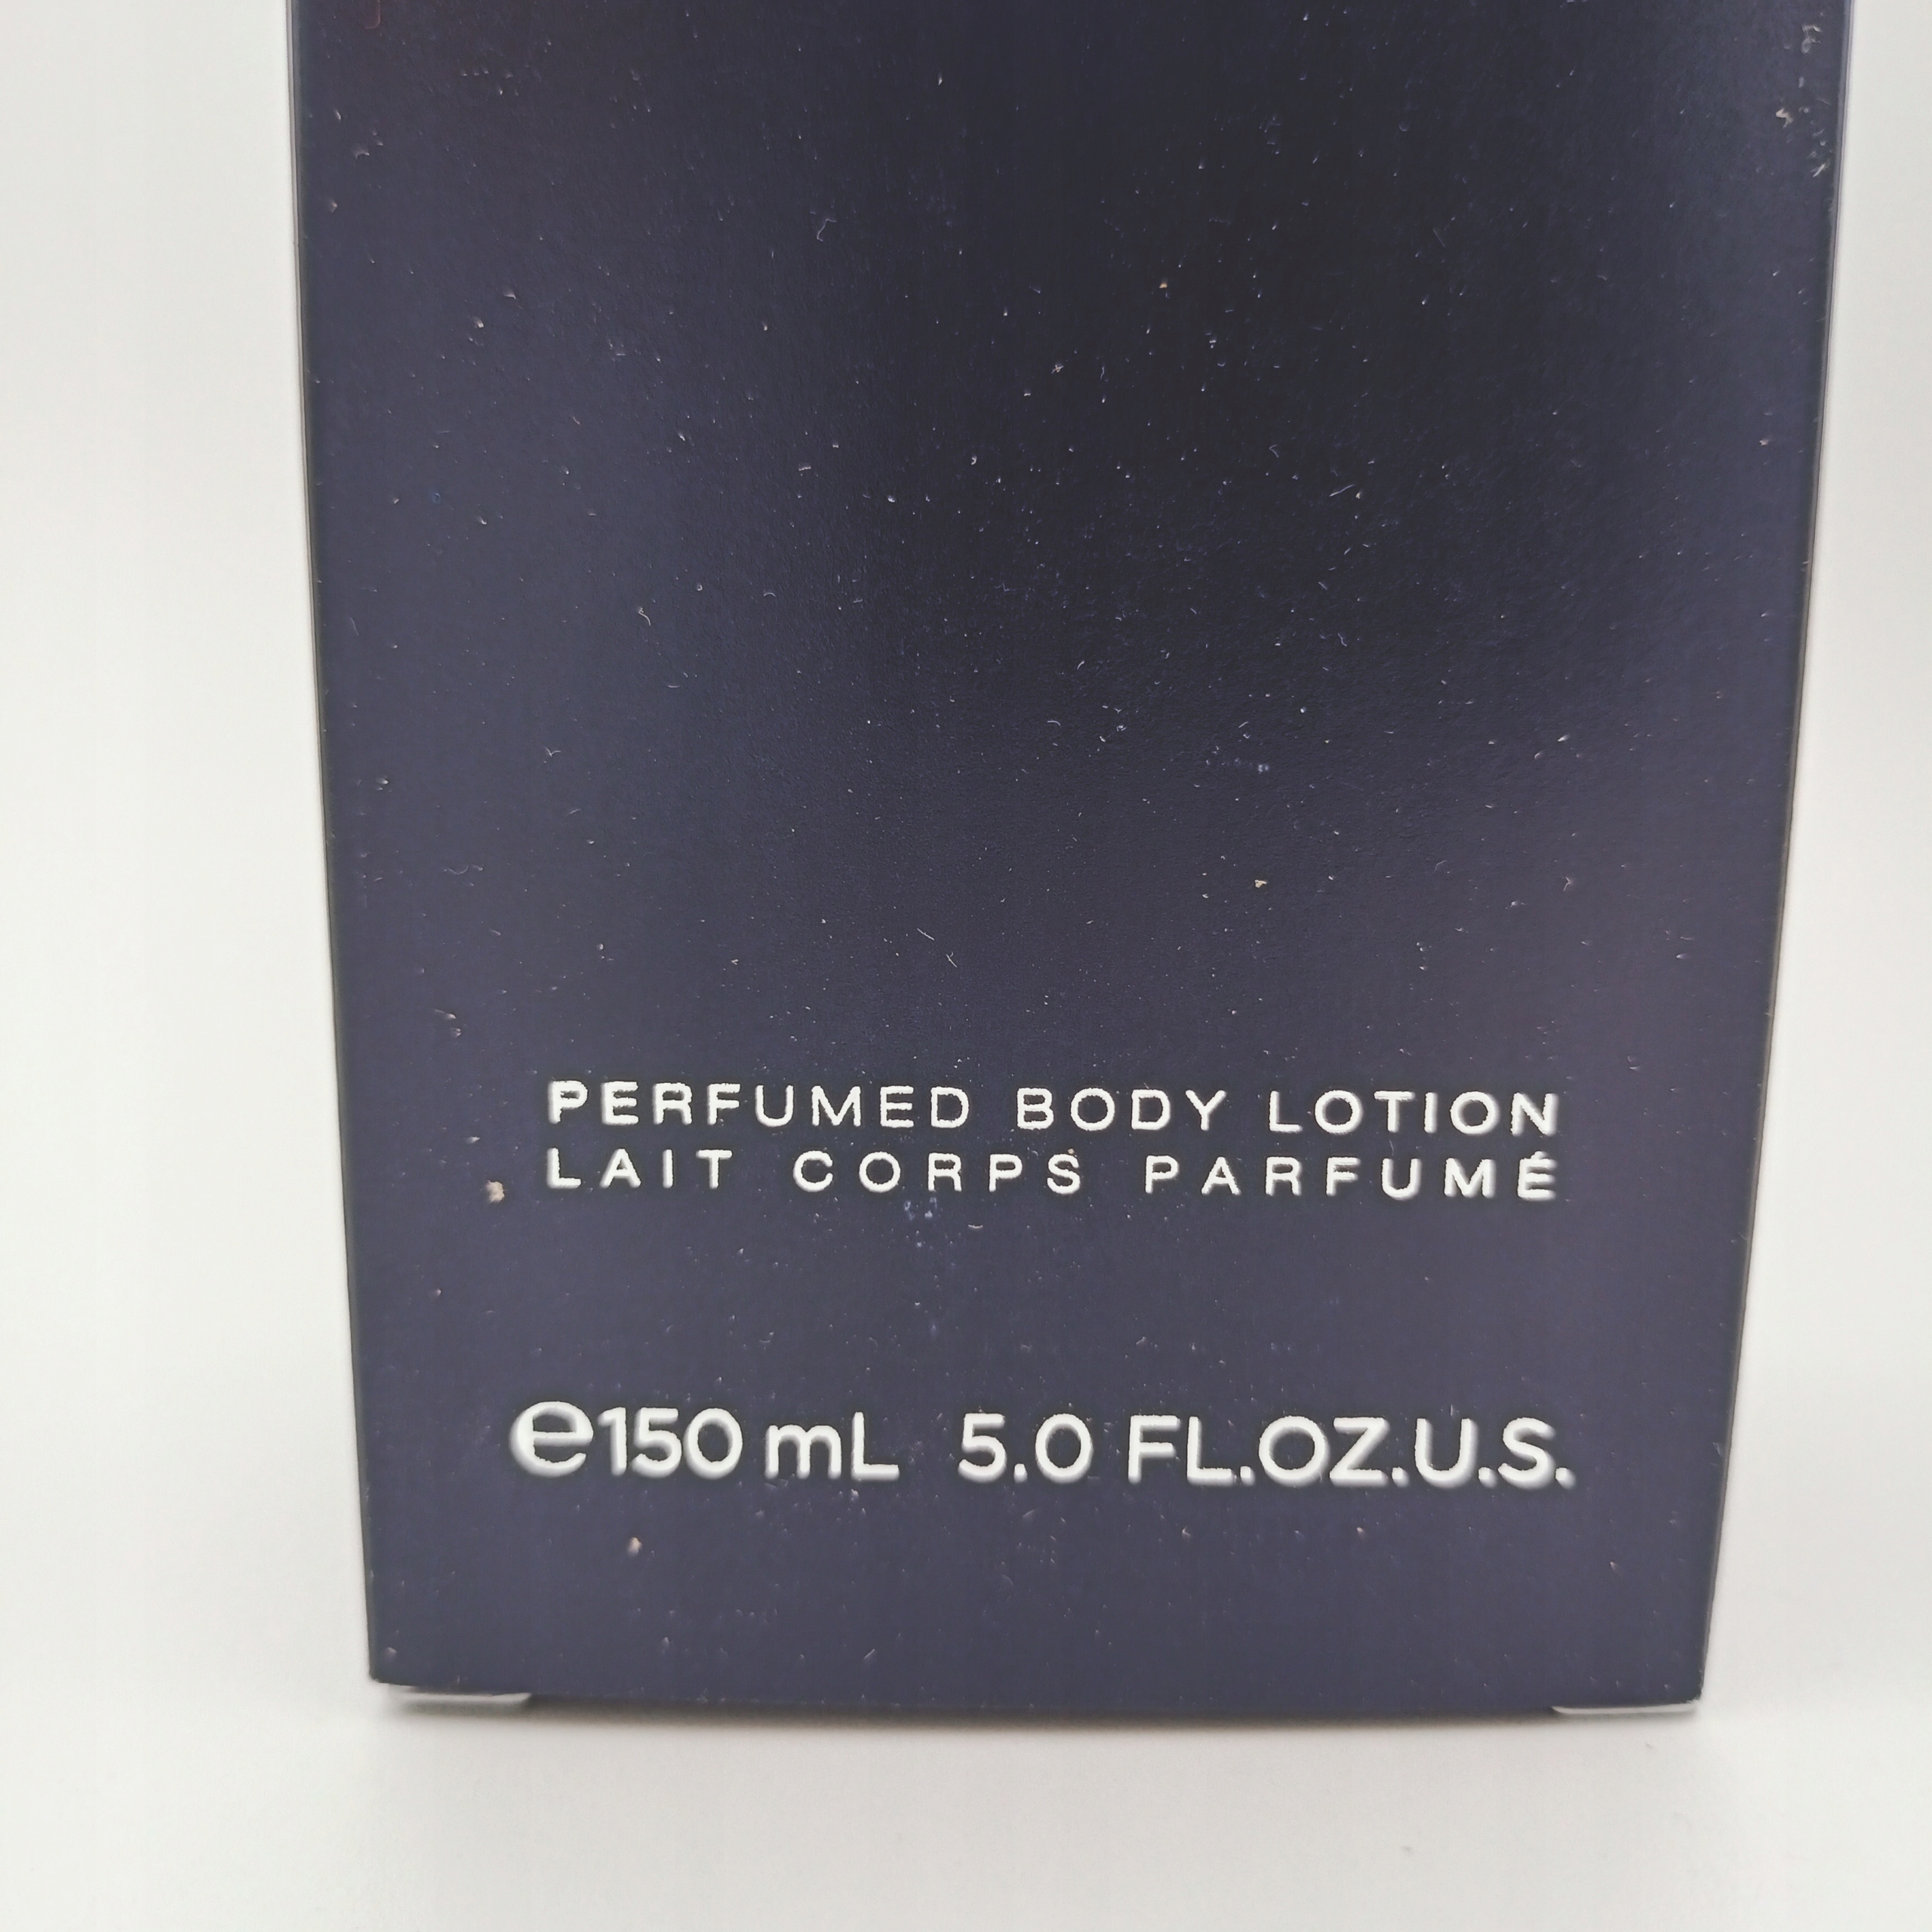 PERFUMED BODY LOTION
LAIT CORPS PARFUMÉ
℮150 mL 5.0 FL.OZ.U.S.